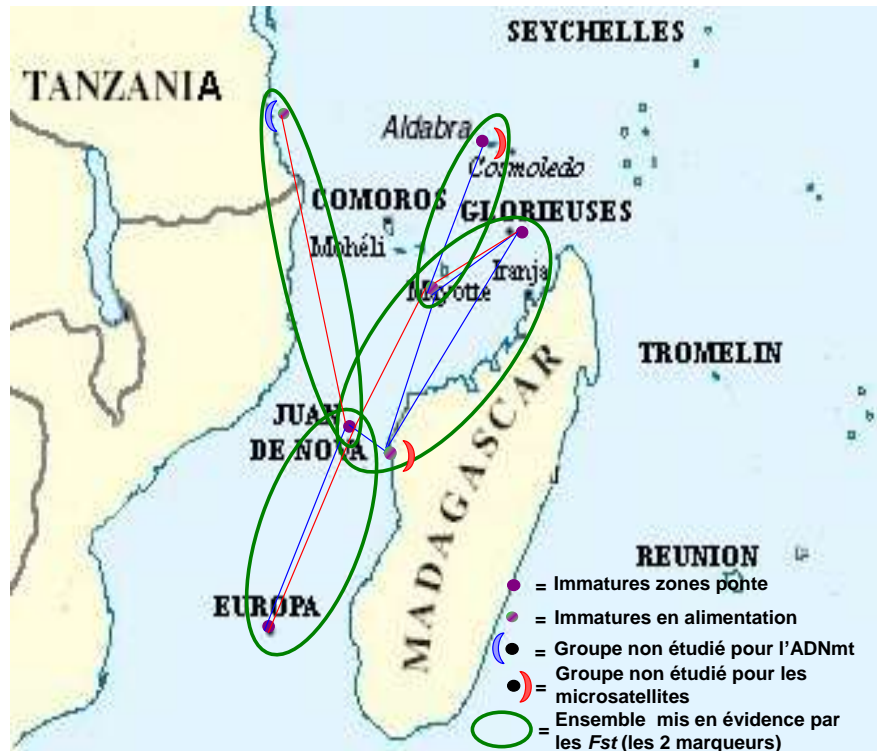 SEYCHELLES
TANZANIA
Aldabra
Cosmoledo
COMOROS
GLORIEUSES
Mohéli
Mayotte
Iranja
TROMELIN
JUAN
DE NOVA
MADAGASCAR
REUNION
EUROPA
= Immatures zones ponte
= Immatures en alimentation
= Groupe non étudié pour l'ADNmt
= Groupe non étudié pour les
microsatellites
= Ensemble mis en évidence par
les Fst (les 2 marqueurs)